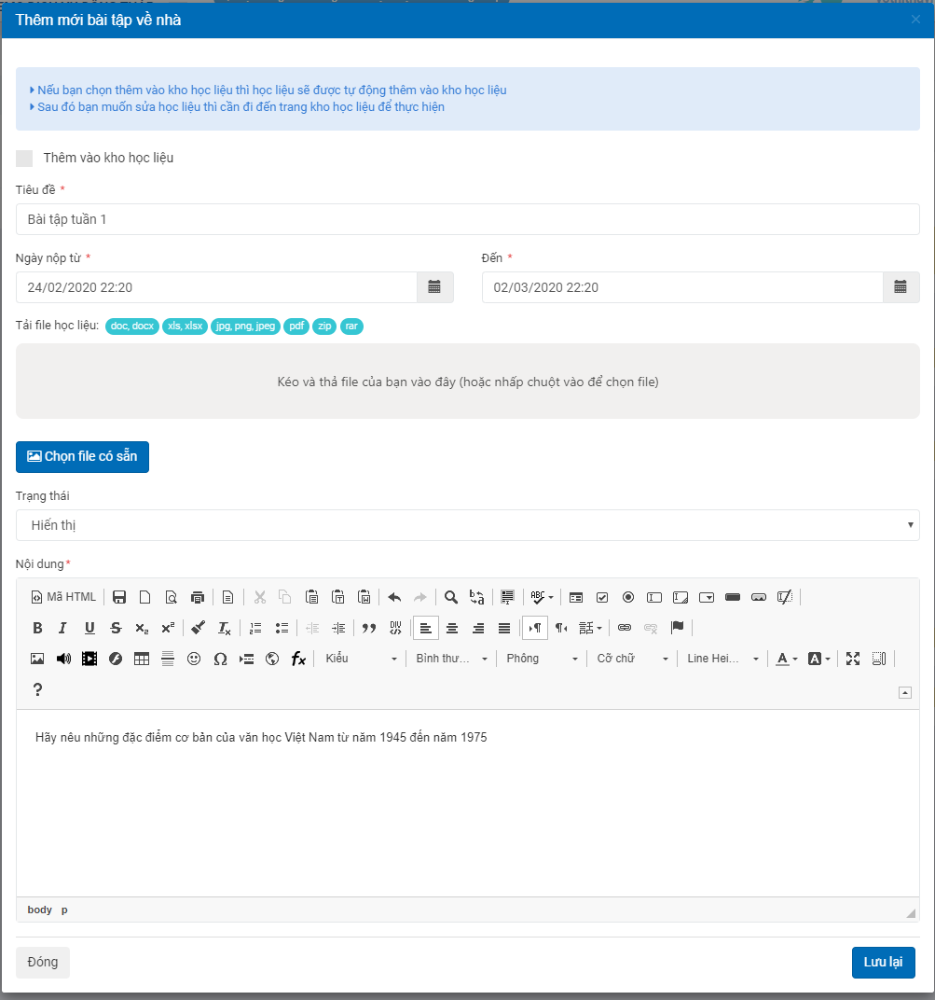 Thêm mới bài tập về nhà
Nếu bạn chọn thêm vào kho học liệu thì học liệu sẽ được tự động thêm vào kho học liệu
Sau đó bạn muốn sửa học liệu thì cần đi đến trang kho học liệu để thực hiện
Thêm vào kho học liệu
Tiêu đề *
Bài tập tuần 1
Ngày nộp từ * Đến *
24/02/2020 22:20 02/03/2020 22:20
Tải file học liệu: doc, docx xls, xlsx jpg, png, jpeg pdf zip rar
Kéo và thả file của bạn vào đây (hoặc nhấp chuột vào để chọn file)
Chọn file có sẵn
Trạng thái
Hiển thị
Nội dung*
Mã HTML
Kiểu Bình thư... Phông Cỡ chữ Line Hei...
Hãy nêu những đặc điểm cơ bản của văn học Việt Nam từ năm 1945 đến năm 1975
body p
Đóng Lưu lại